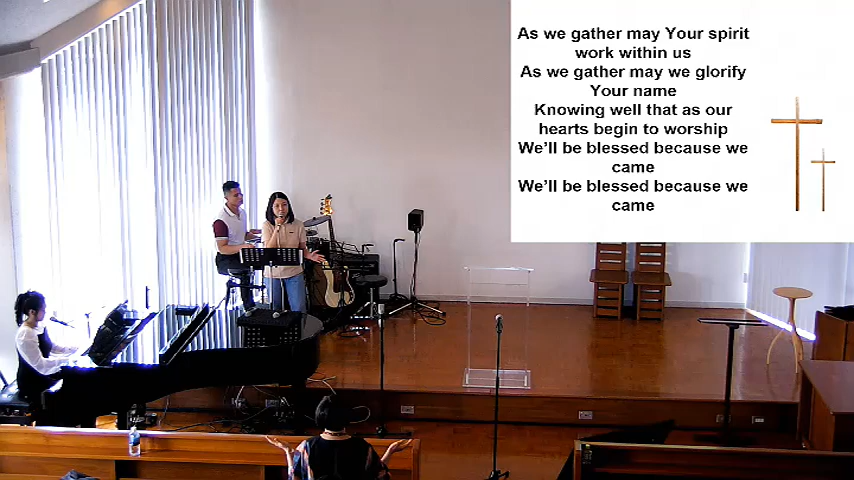 As we gather may Your spirit
work within us
As we gather may we glorify
Your name
Knowing well that as our
hearts begin to worship
We'll be blessed because we
came
We'll be blessed because we
came